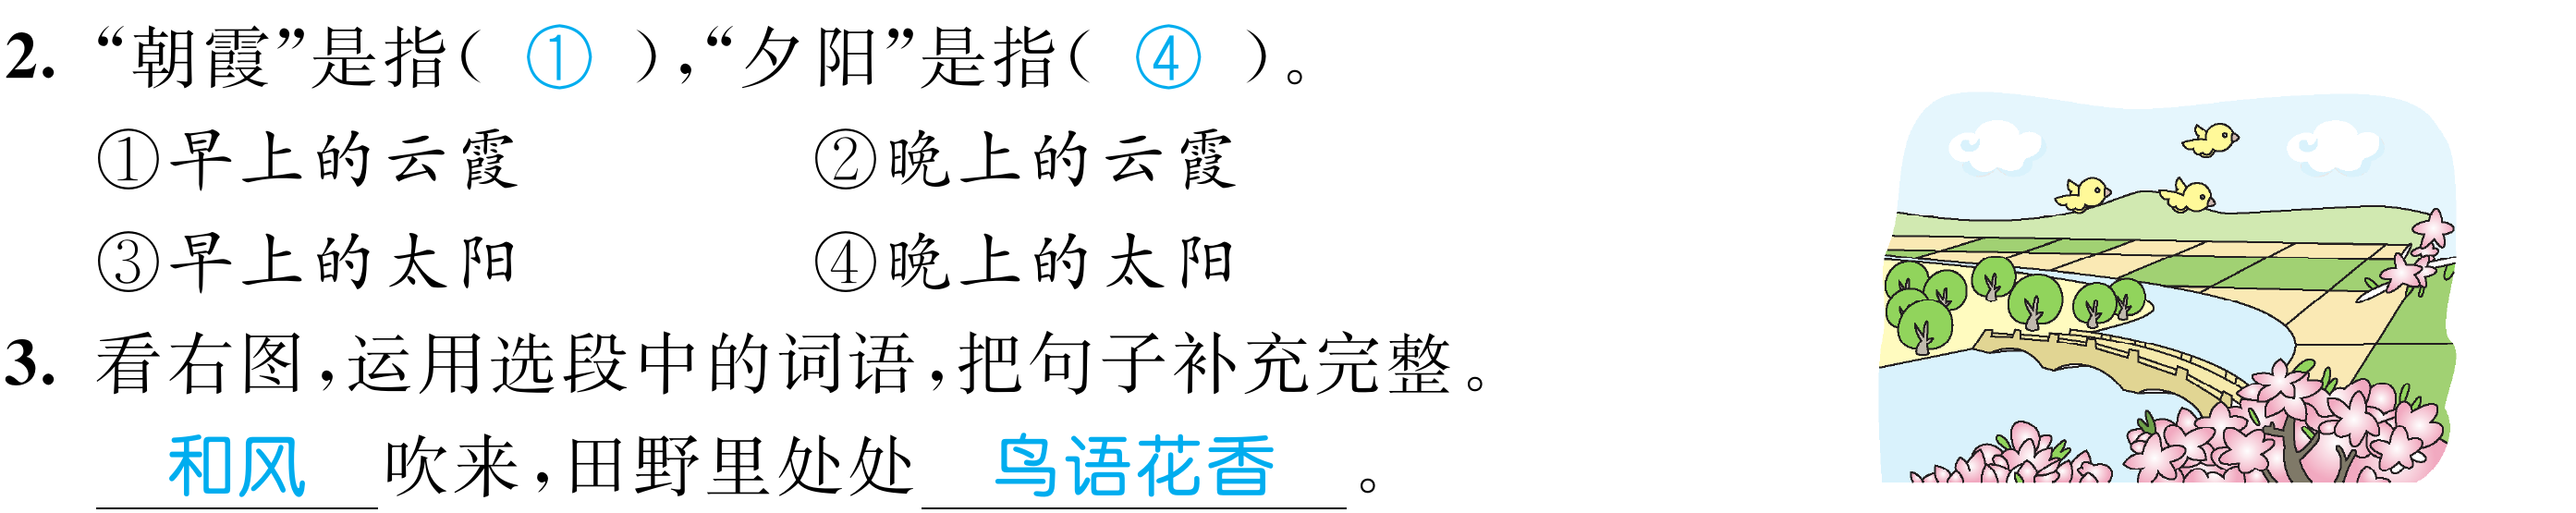 2. “朝霞”是指( ① ),“夕阳”是指( ④ )。
①早上的云霞 ②晚上的云霞
③早上的太阳 ④晚上的太阳
3. 看右图,运用选段中的词语,把句子补充完整。
和风 吹来,田野里处处 鸟语花香 。